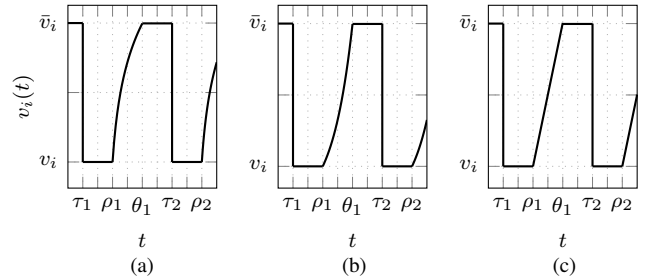 v̄ᵢ v̄ᵢ v̄ᵢ
vᵢ(t)
vᵢ vᵢ vᵢ
τ₁ ρ₁ θ₁ τ₂ ρ₂ τ₁ ρ₁ θ₁ τ₂ ρ₂ τ₁ ρ₁ θ₁ τ₂ ρ₂
t t t
(a) (b) (c)